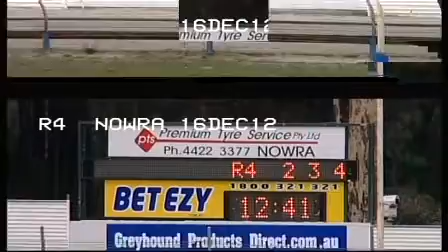 16DEC12
Premium Tyre Service
R4 NOWRA 16DEC12
pts Premium Tyre Service Pty Ltd
Ph.4422 3377 NOWRA
R4 2 3 4
BET EZY 1800 321 321
12:41
Greyhound Products Direct.com.au